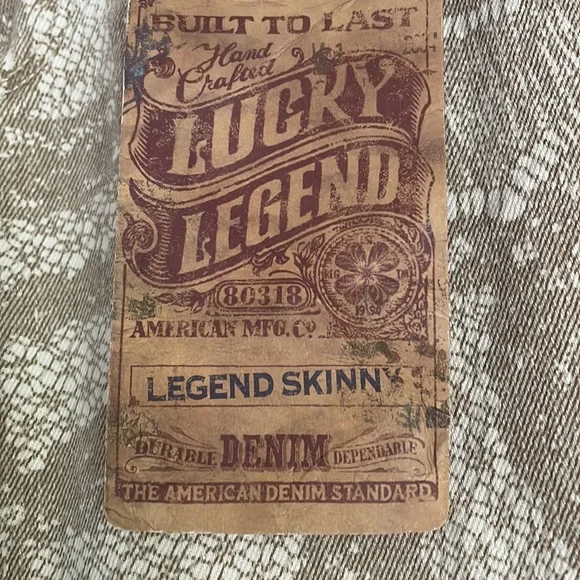 BUILT TO LAST
Hand
Crafted
LUCKY
LEGEND
80318
AMERICAN MFG. Co.
LEGEND SKINNY
DURABLE DENIM DEPENDABLE
THE AMERICAN DENIM STANDARD